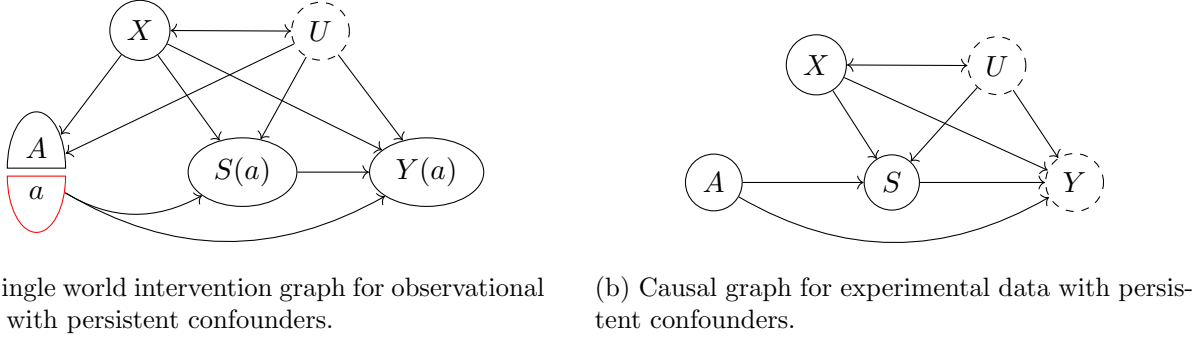 X U
X U
A
S(a) Y(a)
a
A S Y
ingle world intervention graph for observational
with persistent confounders.
(b) Causal graph for experimental data with persis-
tent confounders.